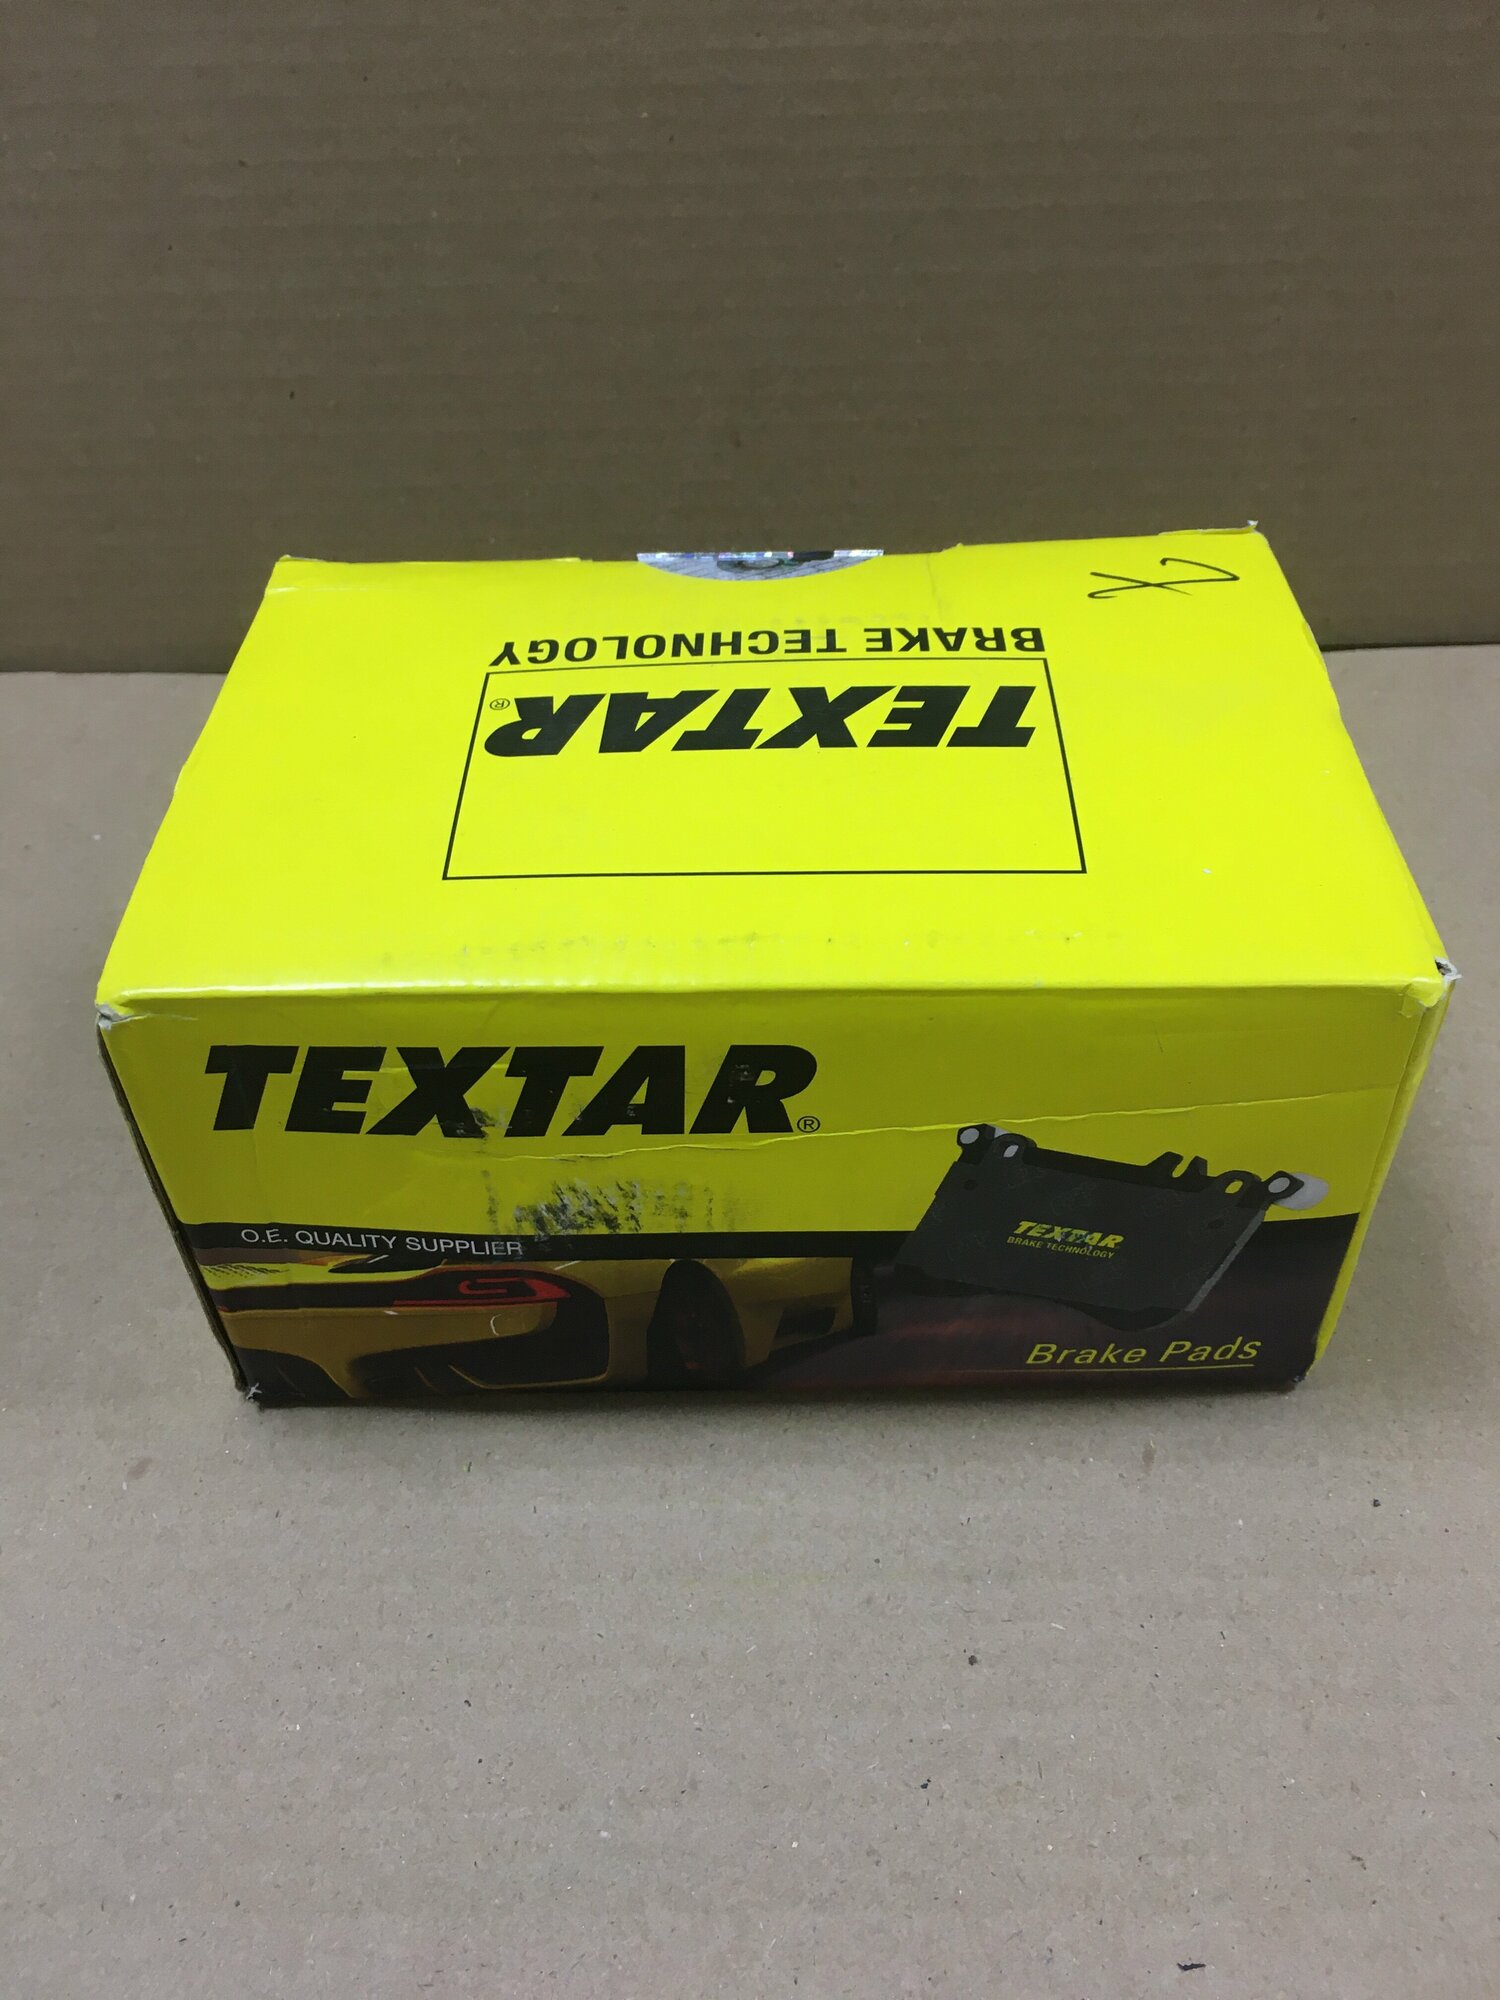 TEXTAR®
BRAKE TECHNOLOGY
TEXTAR®
O.E. QUALITY SUPPLIER
TEXTAR
BRAKE TECHNOLOGY
Brake Pads